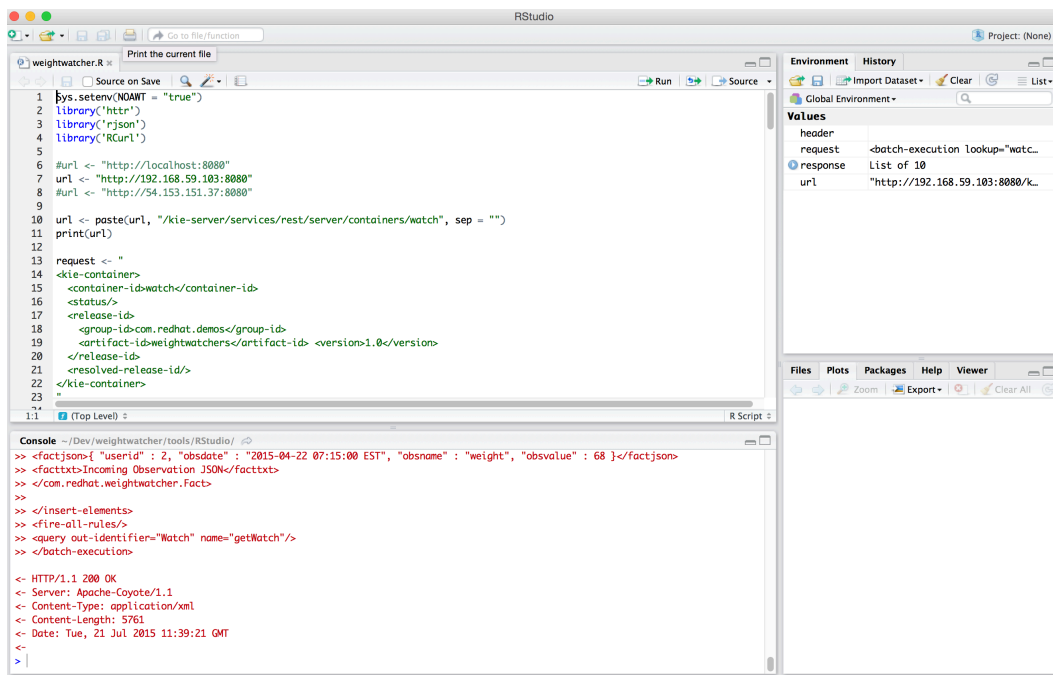 RStudio
Go to file/function
Project: (None)
Print the current file
weightwatcher.R
Source on Save
Run
Source
1 Sys.setenv(NOAWT = "true")
2 library('httr')
3 library('rjson')
4 library('RCurl')
5
6 #url <- "http://localhost:8080"
7 url <- "http://192.168.59.103:8080"
8 #url <- "http://54.153.151.37:8080"
9
10 url <- paste(url, "/kie-server/services/rest/server/containers/watch", sep = "")
11 print(url)
12
13 request <- "
14 <kie-container>
15 <container-id>watch</container-id>
16 <status/>
17 <release-id>
18 <group-id>com.redhat.demos</group-id>
19 <artifact-id>weightwatchers</artifact-id> <version>1.0</version>
20 </release-id>
21 <resolved-release-id/>
22 </kie-container>
23 "
24
1:1 (Top Level) R Script
Console ~/Dev/weightwatcher/tools/RStudio/
>> <factjson>{ "userid" : 2, "obsdate" : "2015-04-22 07:15:00 EST", "obsname" : "weight", "obsvalue" : 68 }</factjson>
>> <facttxt>Incoming Observation JSON</facttxt>
>> </com.redhat.weightwatcher.Fact>
>>
>> </insert-elements>
>> <fire-all-rules/>
>> <query out-identifier="Watch" name="getWatch"/>
>> </batch-execution>
<- HTTP/1.1 200 OK
<- Server: Apache-Coyote/1.1
<- Content-Type: application/xml
<- Content-Length: 5761
<- Date: Tue, 21 Jul 2015 11:39:21 GMT
<-
>
Environment History
Import Dataset Clear List
Global Environment
Values
header
request <batch-execution lookup="watc…
response List of 10
url "http://192.168.59.103:8080/k…
Files Plots Packages Help Viewer
Zoom Export Clear All